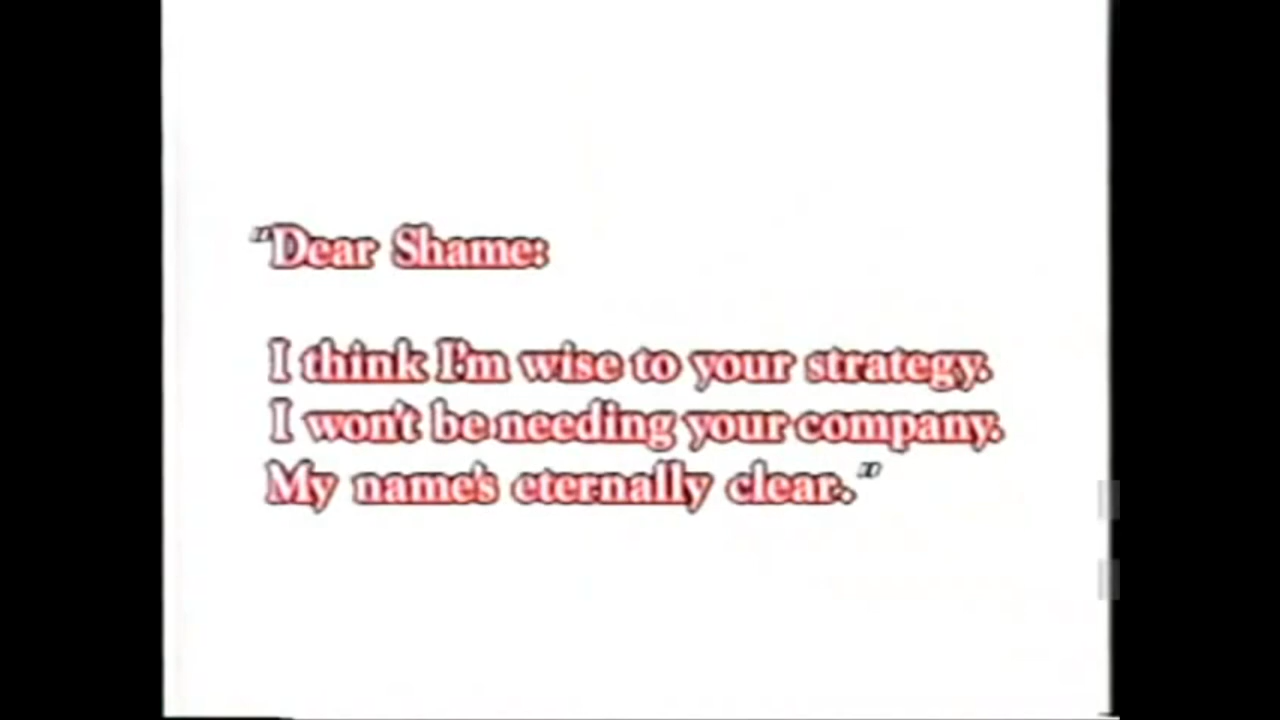 "Dear Shame:
I think I'm wise to your strategy.
I won't be needing your company.
My name's eternally clear."